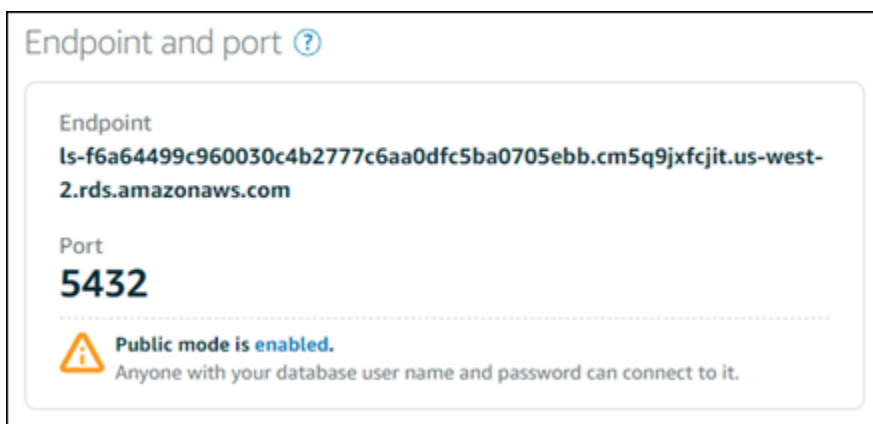 Endpoint and port ?
Endpoint
ls-f6a64499c960030c4b2777c6aa0dfc5ba0705ebb.cm5q9jxfcjit.us-west-
2.rds.amazonaws.com
Port
5432
Public mode is enabled.
Anyone with your database user name and password can connect to it.